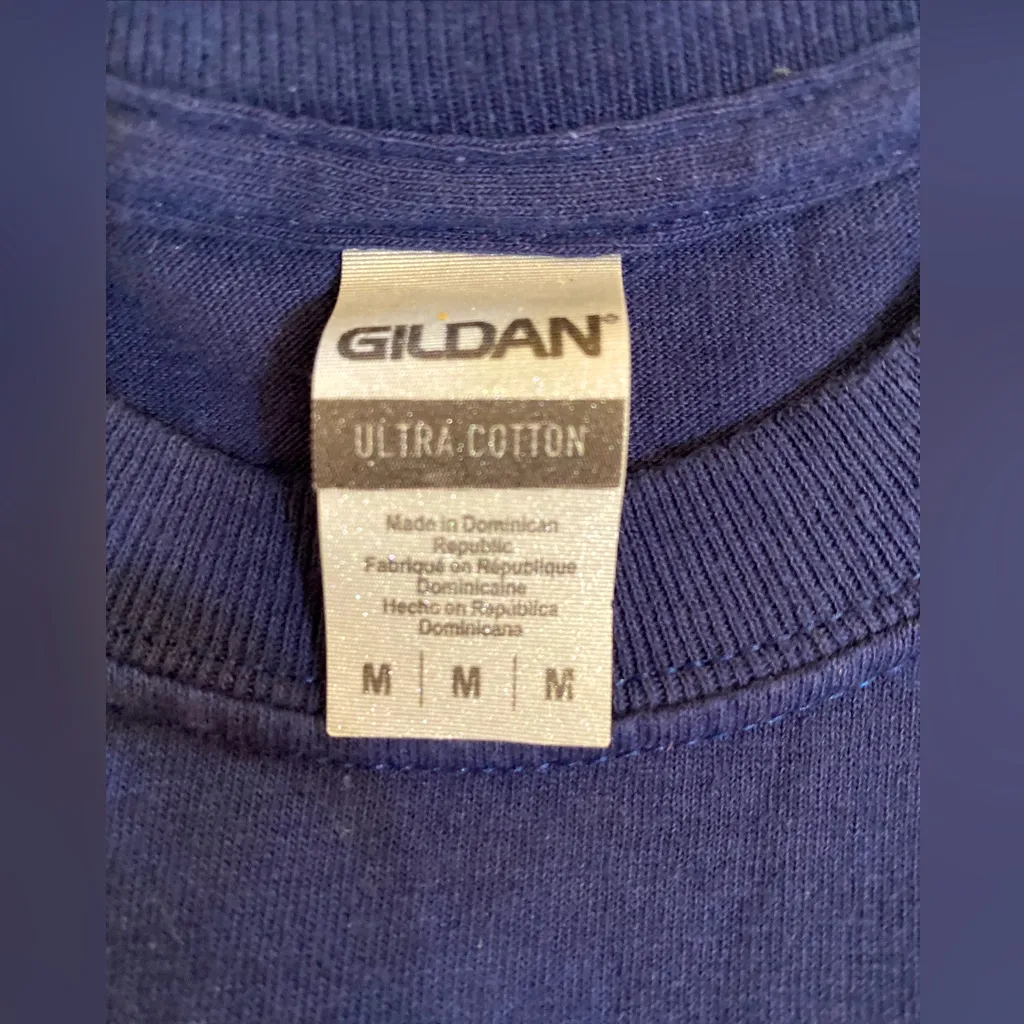 GILDAN®
ULTRA COTTON
Made in Dominican
Republic
Fabriqué en République
Dominicaine
Hecho en República
Dominicana
M | M | M